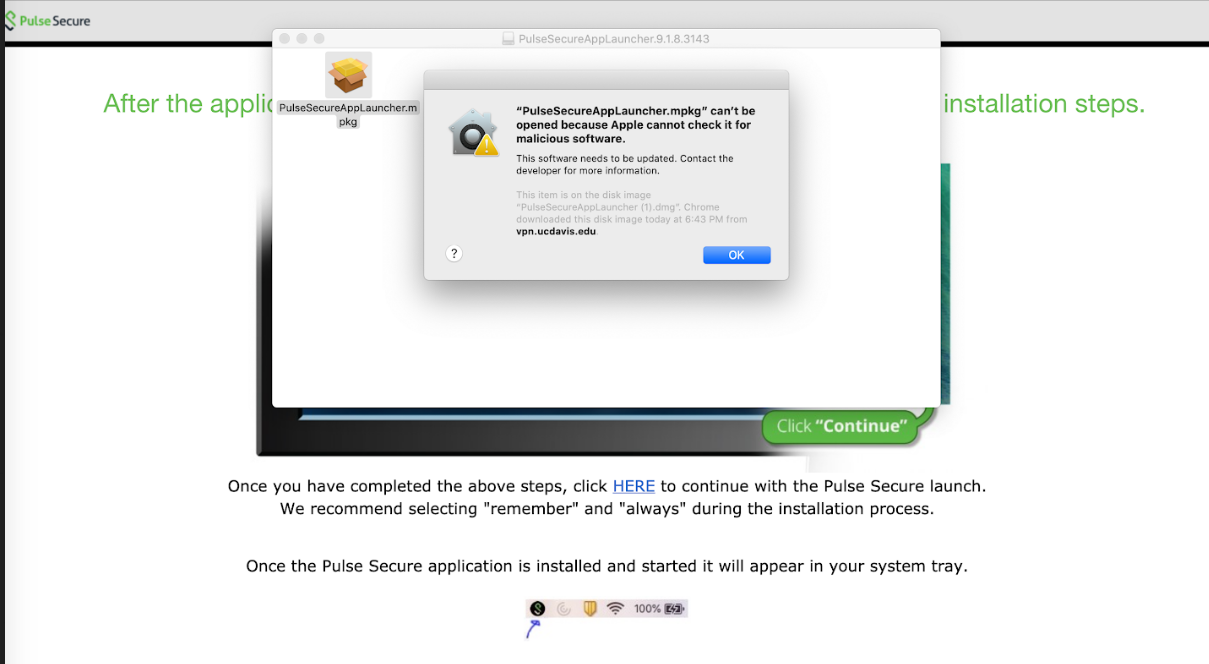 Pulse Secure
PulseSecureAppLauncher.9.1.8.3143
PulseSecureAppLauncher.m
pkg
After the applic
installation steps.
“PulseSecureAppLauncher.mpkg” can’t be
opened because Apple cannot check it for
malicious software.
This software needs to be updated. Contact the
developer for more information.
This item is on the disk image
“PulseSecureAppLauncher (1).dmg”. Chrome
downloaded this disk image today at 6:43 PM from
vpn.ucdavis.edu.
?
OK
Click “Continue”
Once you have completed the above steps, click HERE to continue with the Pulse Secure launch.
We recommend selecting "remember" and "always" during the installation process.
Once the Pulse Secure application is installed and started it will appear in your system tray.
100%